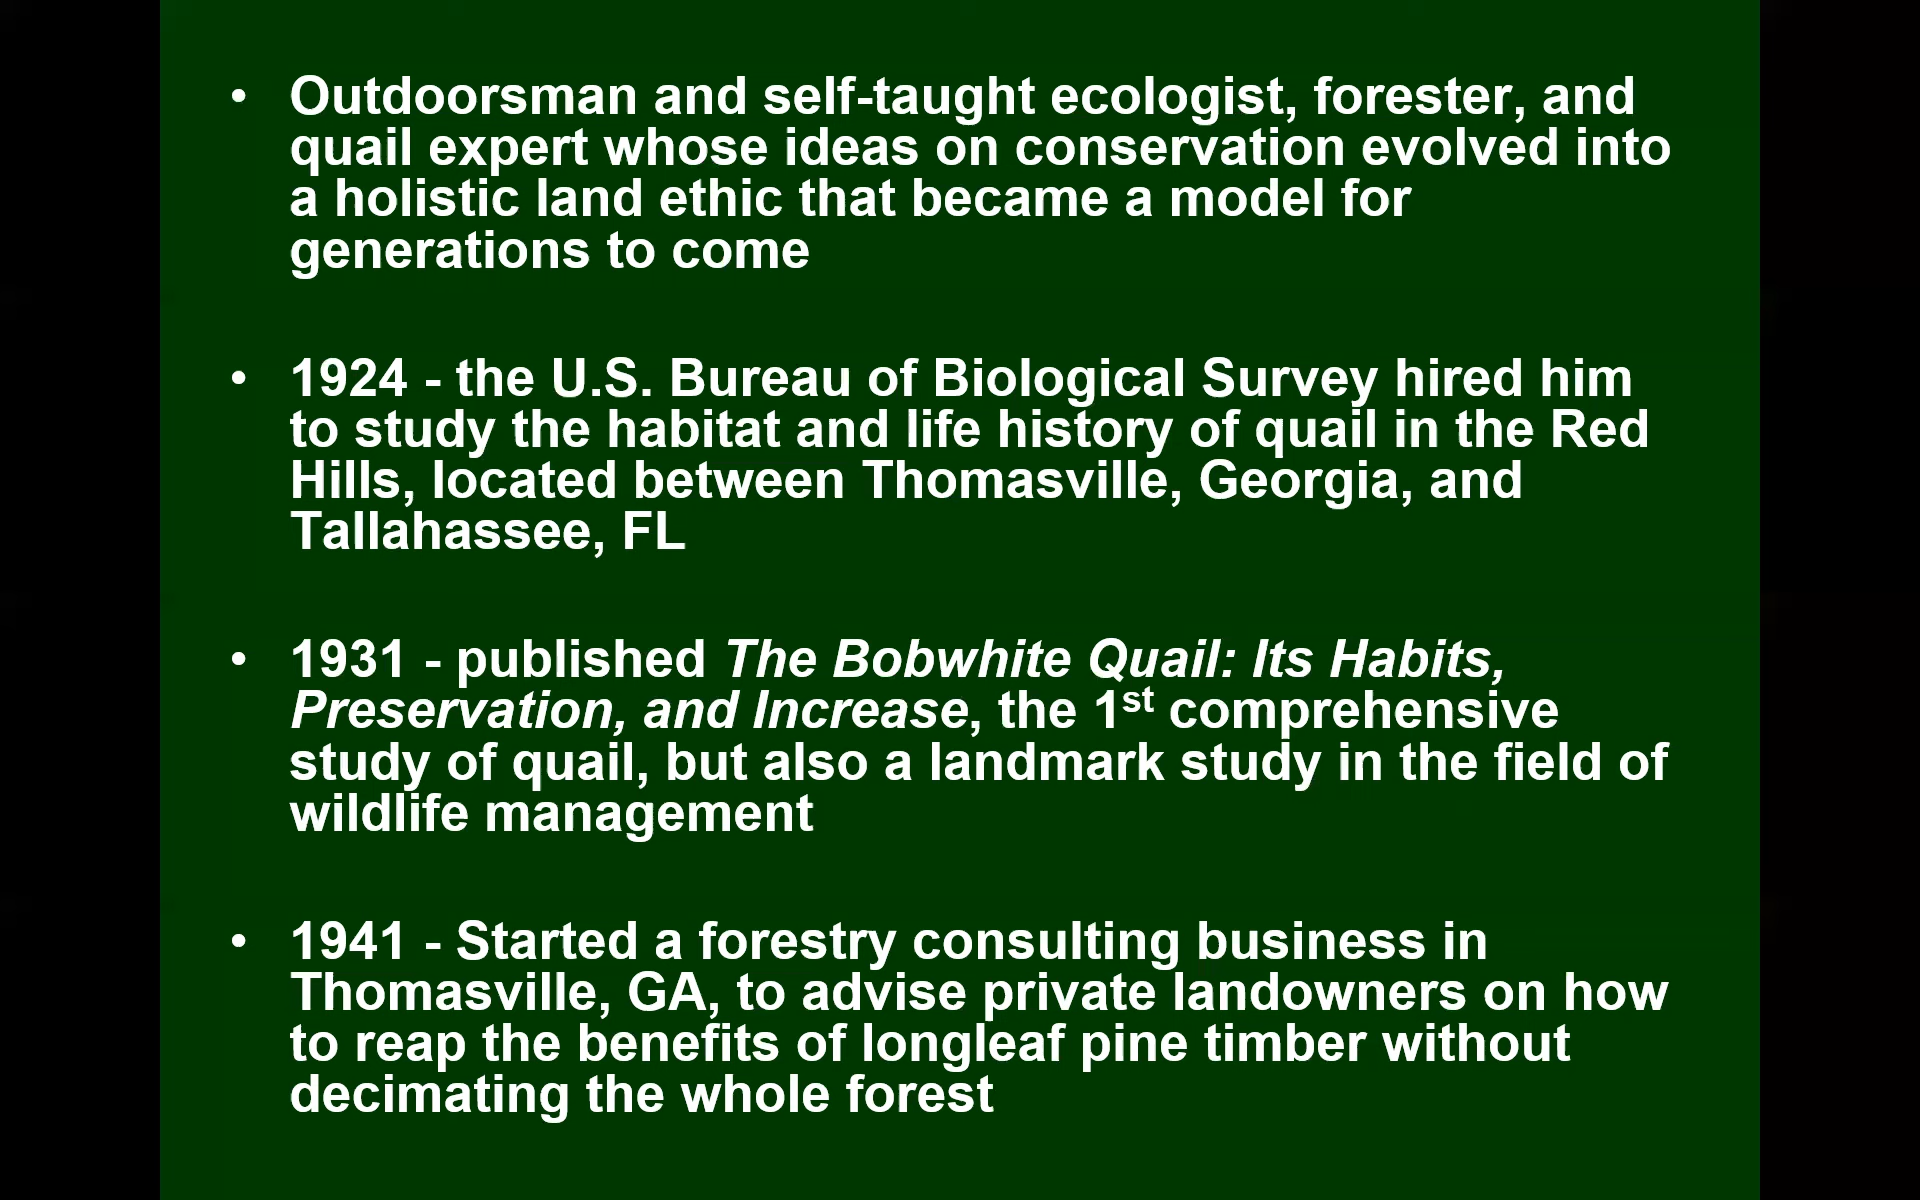 • Outdoorsman and self-taught ecologist, forester, and
quail expert whose ideas on conservation evolved into
a holistic land ethic that became a model for
generations to come
• 1924 - the U.S. Bureau of Biological Survey hired him
to study the habitat and life history of quail in the Red
Hills, located between Thomasville, Georgia, and
Tallahassee, FL
• 1931 - published The Bobwhite Quail: Its Habits,
Preservation, and Increase, the 1st comprehensive
study of quail, but also a landmark study in the field of
wildlife management
• 1941 - Started a forestry consulting business in
Thomasville, GA, to advise private landowners on how
to reap the benefits of longleaf pine timber without
decimating the whole forest